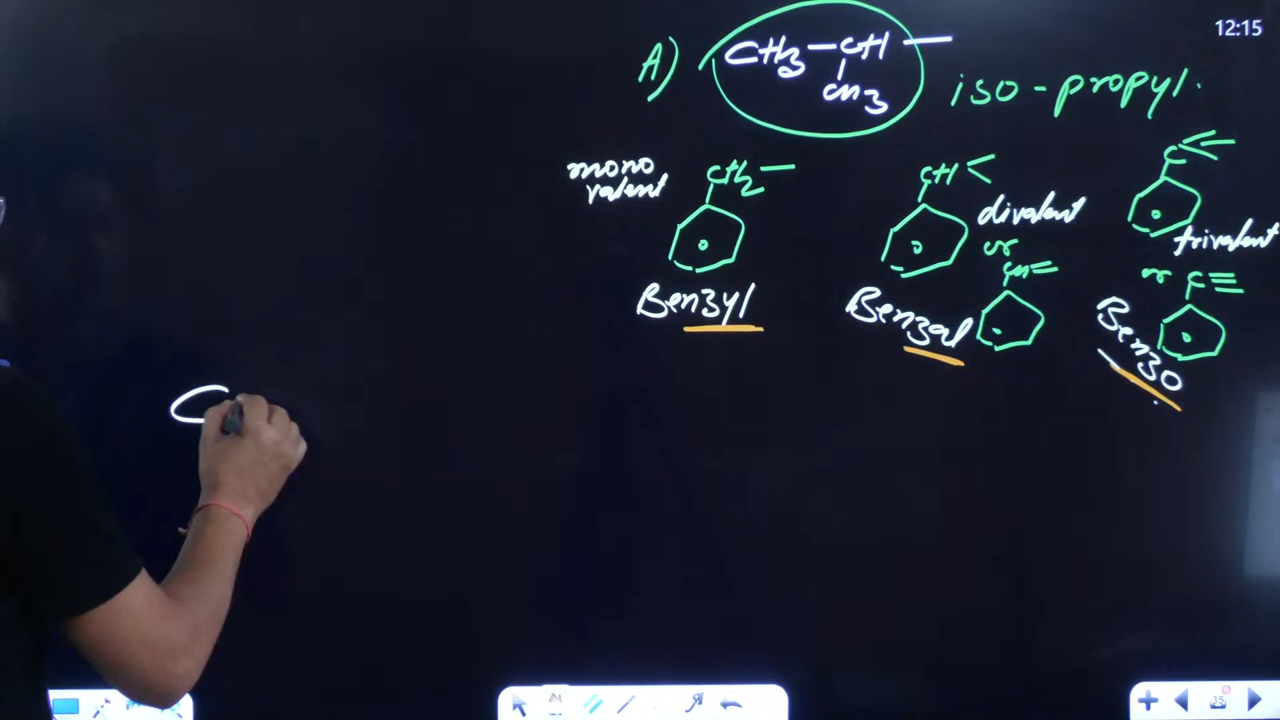 12:15
A) CH3-CH-
CH3
iso-propyl.
mono
valent
CH2-
Benzyl
CH<
divalent
or
CH=
Benzal
C
trivalent
or C≡
Benzo
C
35